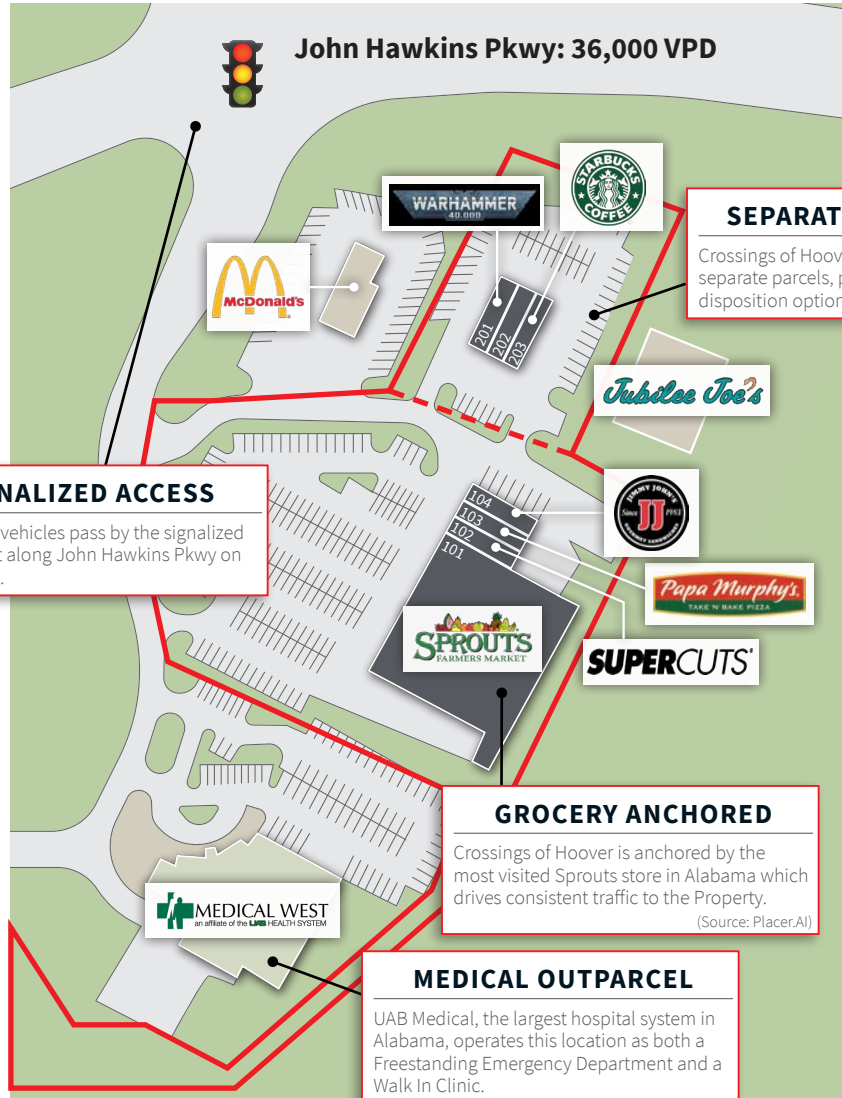 John Hawkins Pkwy: 36,000 VPD
WARHAMMER
40,000
STARBUCKS
COFFEE
McDonald's
SEPARAT
Crossings of Hoov
separate parcels, p
disposition option
201
202
203
Jubilee Joe's
NALIZED ACCESS
vehicles pass by the signalized
t along John Hawkins Pkwy on
.
104
103
102
101
JIMMY JOHN'S
Since 1983
JJ
GOURMET SANDWICHES
Papa Murphy's
TAKE 'N' BAKE PIZZA
SPROUTS
FARMERS MARKET
SUPERCUTS
GROCERY ANCHORED
Crossings of Hoover is anchored by the
most visited Sprouts store in Alabama which
drives consistent traffic to the Property.
(Source: Placer.AI)
MEDICAL WEST
an affiliate of the UAB HEALTH SYSTEM
MEDICAL OUTPARCEL
UAB Medical, the largest hospital system in
Alabama, operates this location as both a
Freestanding Emergency Department and a
Walk In Clinic.